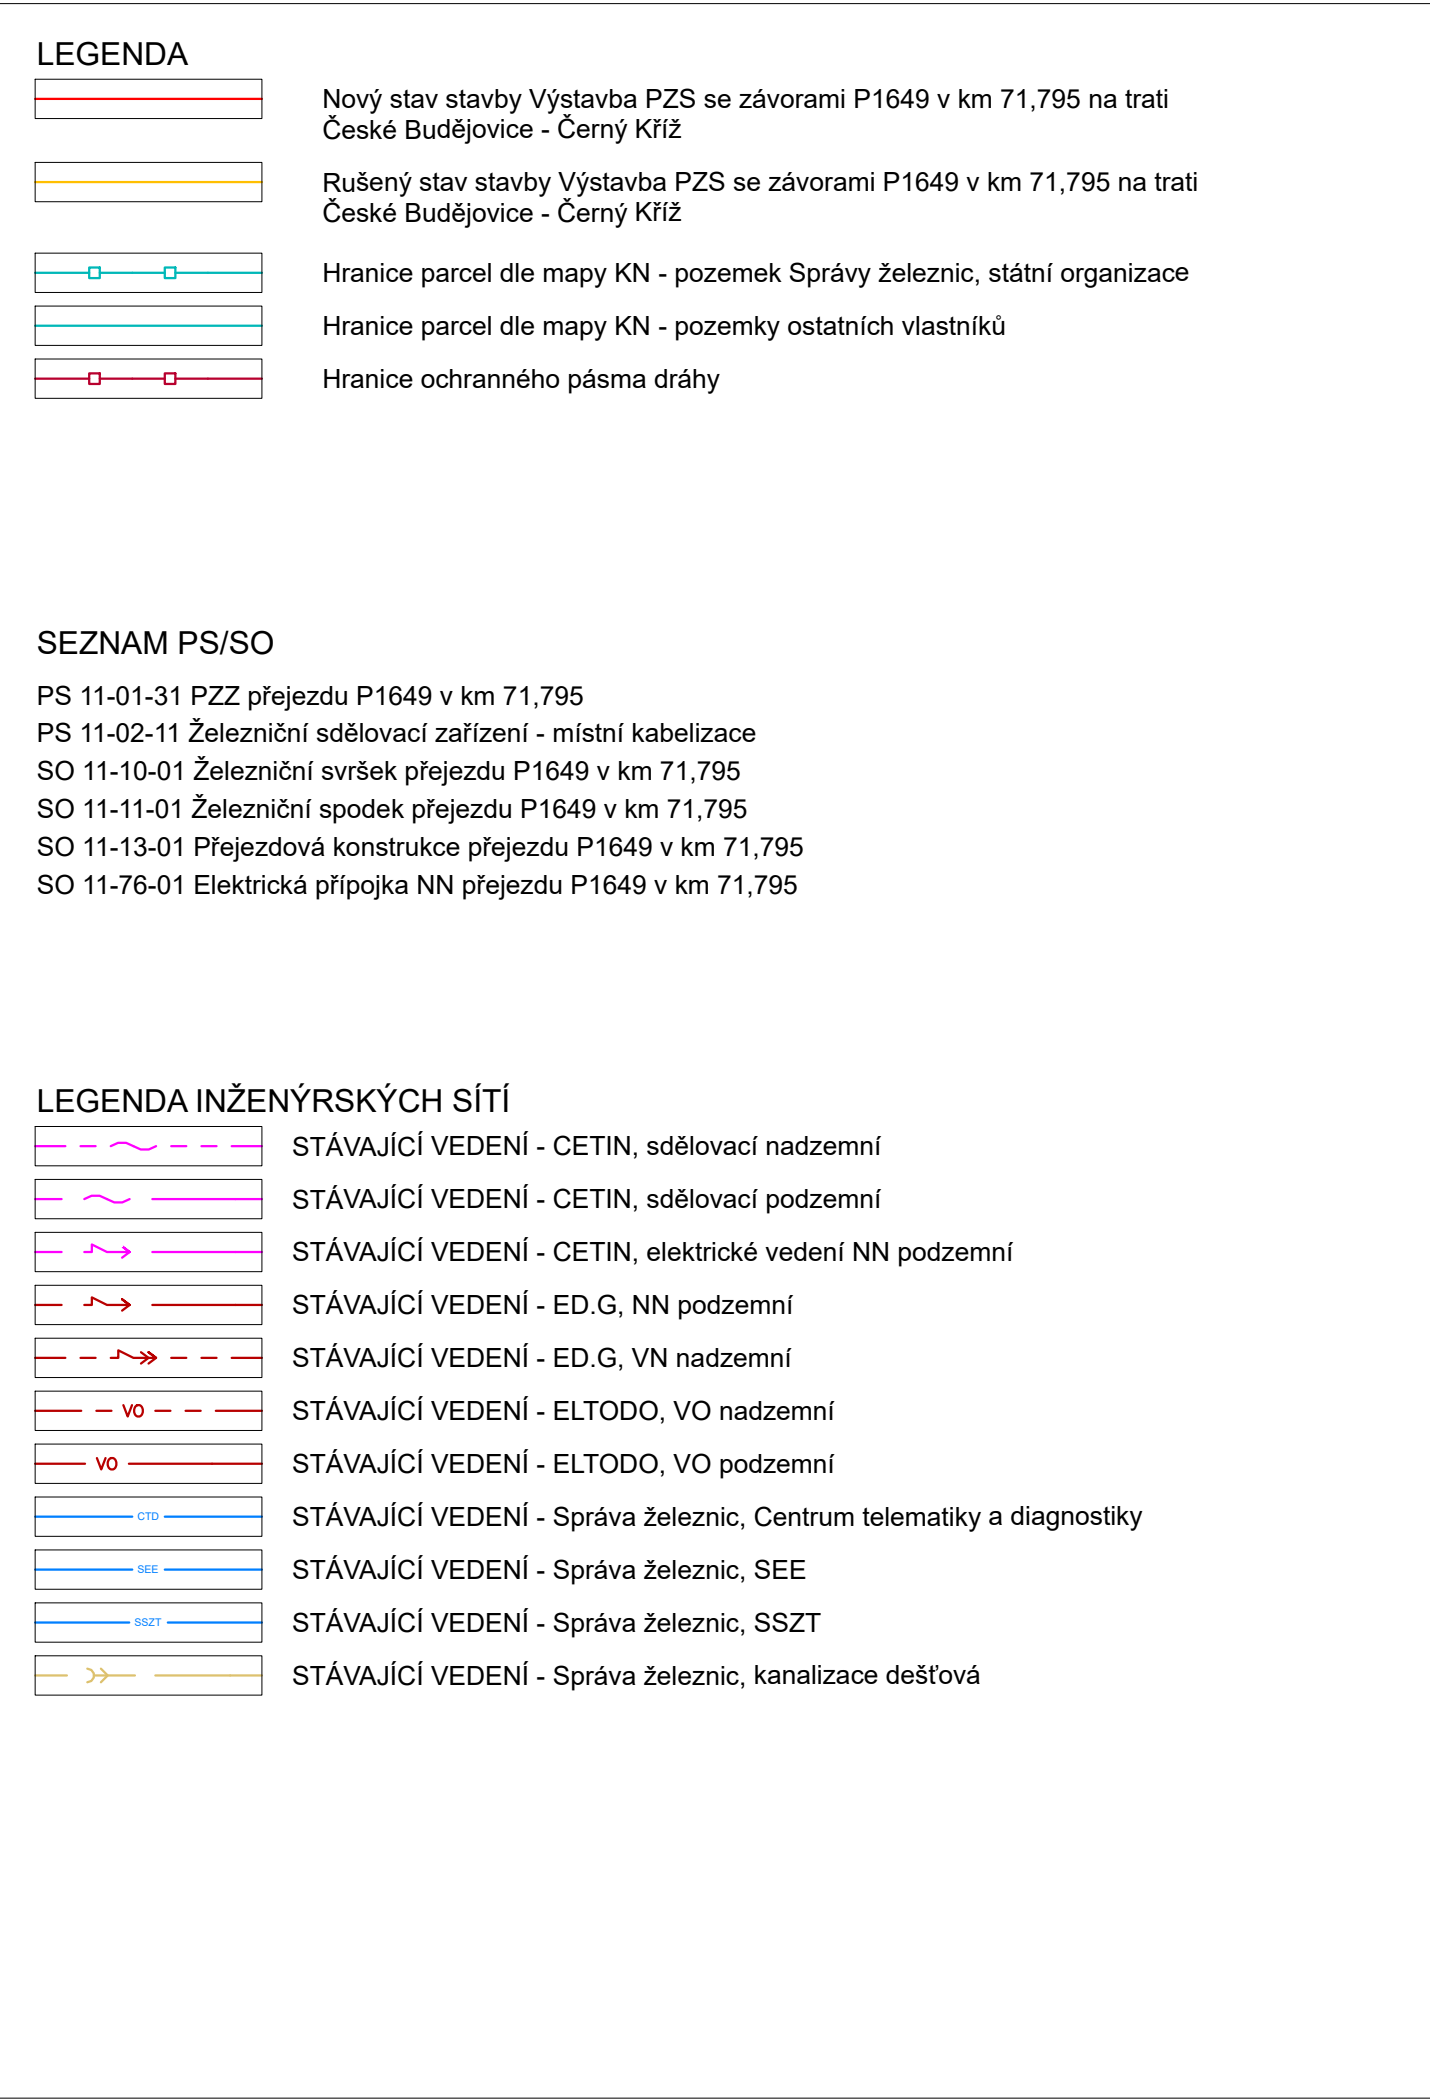 LEGENDA
Nový stav stavby Výstavba PZS se závorami P1649 v km 71,795 na trati
České Budějovice - Černý Kříž
Rušený stav stavby Výstavba PZS se závorami P1649 v km 71,795 na trati
České Budějovice - Černý Kříž
Hranice parcel dle mapy KN - pozemek Správy železnic, státní organizace
Hranice parcel dle mapy KN - pozemky ostatních vlastníků
Hranice ochranného pásma dráhy
SEZNAM PS/SO
PS 11-01-31 PZZ přejezdu P1649 v km 71,795
PS 11-02-11 Železniční sdělovací zařízení - místní kabelizace
SO 11-10-01 Železniční svršek přejezdu P1649 v km 71,795
SO 11-11-01 Železniční spodek přejezdu P1649 v km 71,795
SO 11-13-01 Přejezdová konstrukce přejezdu P1649 v km 71,795
SO 11-76-01 Elektrická přípojka NN přejezdu P1649 v km 71,795
LEGENDA INŽENÝRSKÝCH SÍTÍ
STÁVAJÍCÍ VEDENÍ - CETIN, sdělovací nadzemní
STÁVAJÍCÍ VEDENÍ - CETIN, sdělovací podzemní
STÁVAJÍCÍ VEDENÍ - CETIN, elektrické vedení NN podzemní
STÁVAJÍCÍ VEDENÍ - ED.G, NN podzemní
STÁVAJÍCÍ VEDENÍ - ED.G, VN nadzemní
VO STÁVAJÍCÍ VEDENÍ - ELTODO, VO nadzemní
VO STÁVAJÍCÍ VEDENÍ - ELTODO, VO podzemní
CTD STÁVAJÍCÍ VEDENÍ - Správa železnic, Centrum telematiky a diagnostiky
SEE STÁVAJÍCÍ VEDENÍ - Správa železnic, SEE
SSZT STÁVAJÍCÍ VEDENÍ - Správa železnic, SSZT
STÁVAJÍCÍ VEDENÍ - Správa železnic, kanalizace dešťová